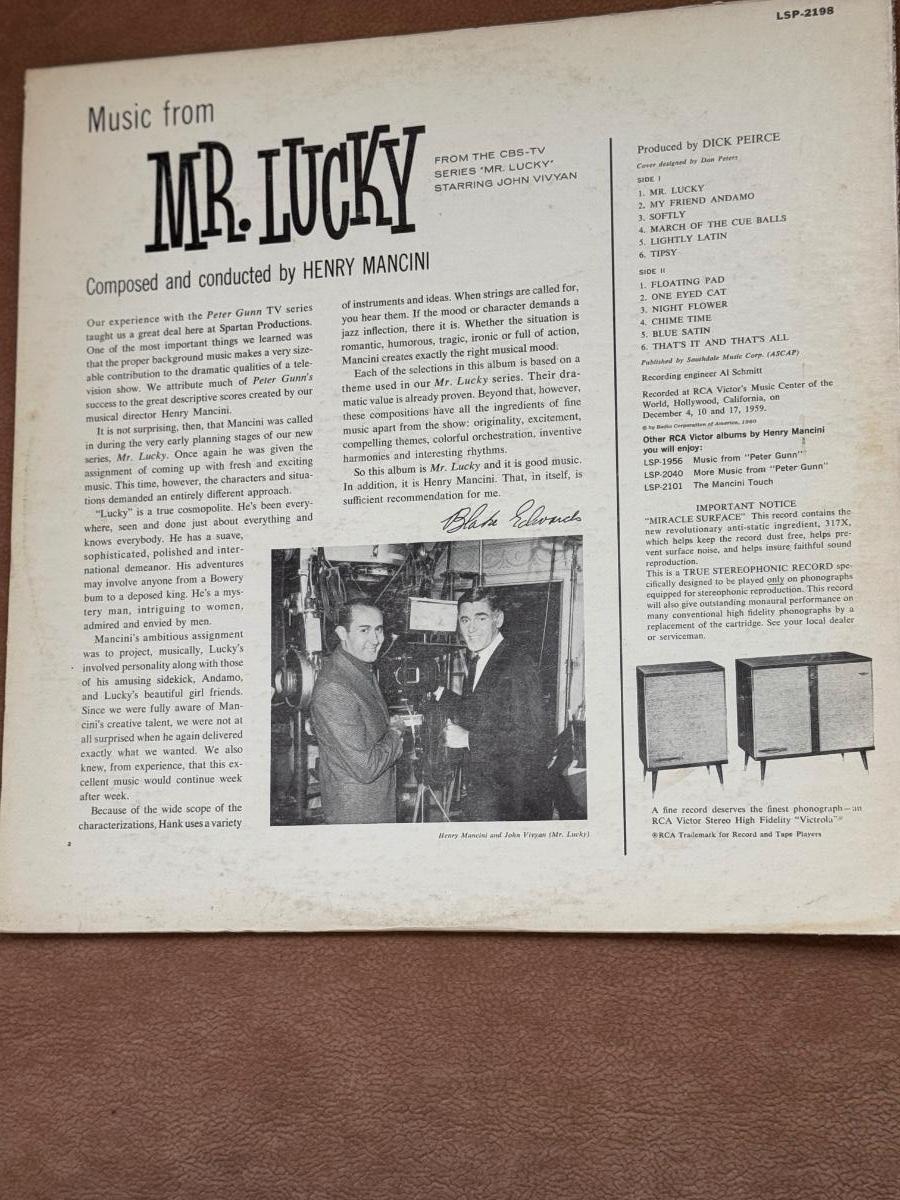 LSP-2198
Music from
MR. LUCKY
FROM THE CBS-TV
SERIES "MR. LUCKY"
STARRING JOHN VIVYAN
Composed and conducted by HENRY MANCINI
Our experience with the Peter Gunn TV series
taught us a great deal here at Spartan Productions.
One of the most important things we learned was
that the proper background music makes a very size-
able contribution to the dramatic qualities of a tele-
vision show. We attribute much of Peter Gunn's
success to the great descriptive scores created by our
musical director Henry Mancini.
It is not surprising, then, that Mancini was called
in during the very early planning stages of our new
series, Mr. Lucky. Once again he was given the
assignment of coming up with fresh and exciting
music. This time, however, the characters and situa-
tions demanded an entirely different approach.
"Lucky" is a true cosmopolite. He's been every-
where, seen and done just about everything and
knows everybody. He has a suave,
sophisticated, polished and inter-
national demeanor. His adventures
may involve anyone from a Bowery
bum to a deposed king. He's a mys-
tery man, intriguing to women,
admired and envied by men.
Mancini's ambitious assignment
was to project, musically, Lucky's
involved personality along with those
of his amusing sidekick, Andamo,
and Lucky's beautiful girl friends.
Since we were fully aware of Man-
cini's creative talent, we were not at
all surprised when he again delivered
exactly what we wanted. We also
knew, from experience, that this ex-
cellent music would continue week
after week.
Because of the wide scope of the
characterizations, Hank uses a variety
2
of instruments and ideas. When strings are called for,
you hear them. If the mood or character demands a
jazz inflection, there it is. Whether the situation is
romantic, humorous, tragic, ironic or full of action,
Mancini creates exactly the right musical mood.
Each of the selections in this album is based on a
theme used in our Mr. Lucky series. Their dra-
matic value is already proven. Beyond that, however,
these compositions have all the ingredients of fine
music apart from the show: originality, excitement,
compelling themes, colorful orchestration, inventive
harmonies and interesting rhythms.
So this album is Mr. Lucky and it is good music.
In addition, it is Henry Mancini. That, in itself, is
sufficient recommendation for me.
Blake Edwards
Henry Mancini and John Vivyan (Mr. Lucky)
Produced by DICK PEIRCE
Cover designed by Don Peters
SIDE I
1. MR. LUCKY
2. MY FRIEND ANDAMO
3. SOFTLY
4. MARCH OF THE CUE BALLS
5. LIGHTLY LATIN
6. TIPSY
SIDE II
1. FLOATING PAD
2. ONE EYED CAT
3. NIGHT FLOWER
4. CHIME TIME
5. BLUE SATIN
6. THAT'S IT AND THAT'S ALL
Published by Southdale Music Corp. (ASCAP)
Recording engineer Al Schmitt
Recorded at RCA Victor's Music Center of the
World, Hollywood, California, on
December 4, 10 and 17, 1959.
© by Radio Corporation of America, 1960
Other RCA Victor albums by Henry Mancini
you will enjoy:
LSP-1956 Music from "Peter Gunn"
LSP-2040 More Music from "Peter Gunn"
LSP-2101 The Mancini Touch
IMPORTANT NOTICE
"MIRACLE SURFACE" This record contains the
new revolutionary anti-static ingredient, 317X,
which helps keep the record dust free, helps pre-
vent surface noise, and helps insure faithful sound
reproduction.
This is a TRUE STEREOPHONIC RECORD spe-
cifically designed to be played only on phonographs
equipped for stereophonic reproduction. This record
will also give outstanding monaural performance on
many conventional high fidelity phonographs by a
replacement of the cartridge. See your local dealer
or serviceman.
A fine record deserves the finest phonograph—an
RCA Victor Stereo High Fidelity "Victrola"®
®RCA Trademark for Record and Tape Players